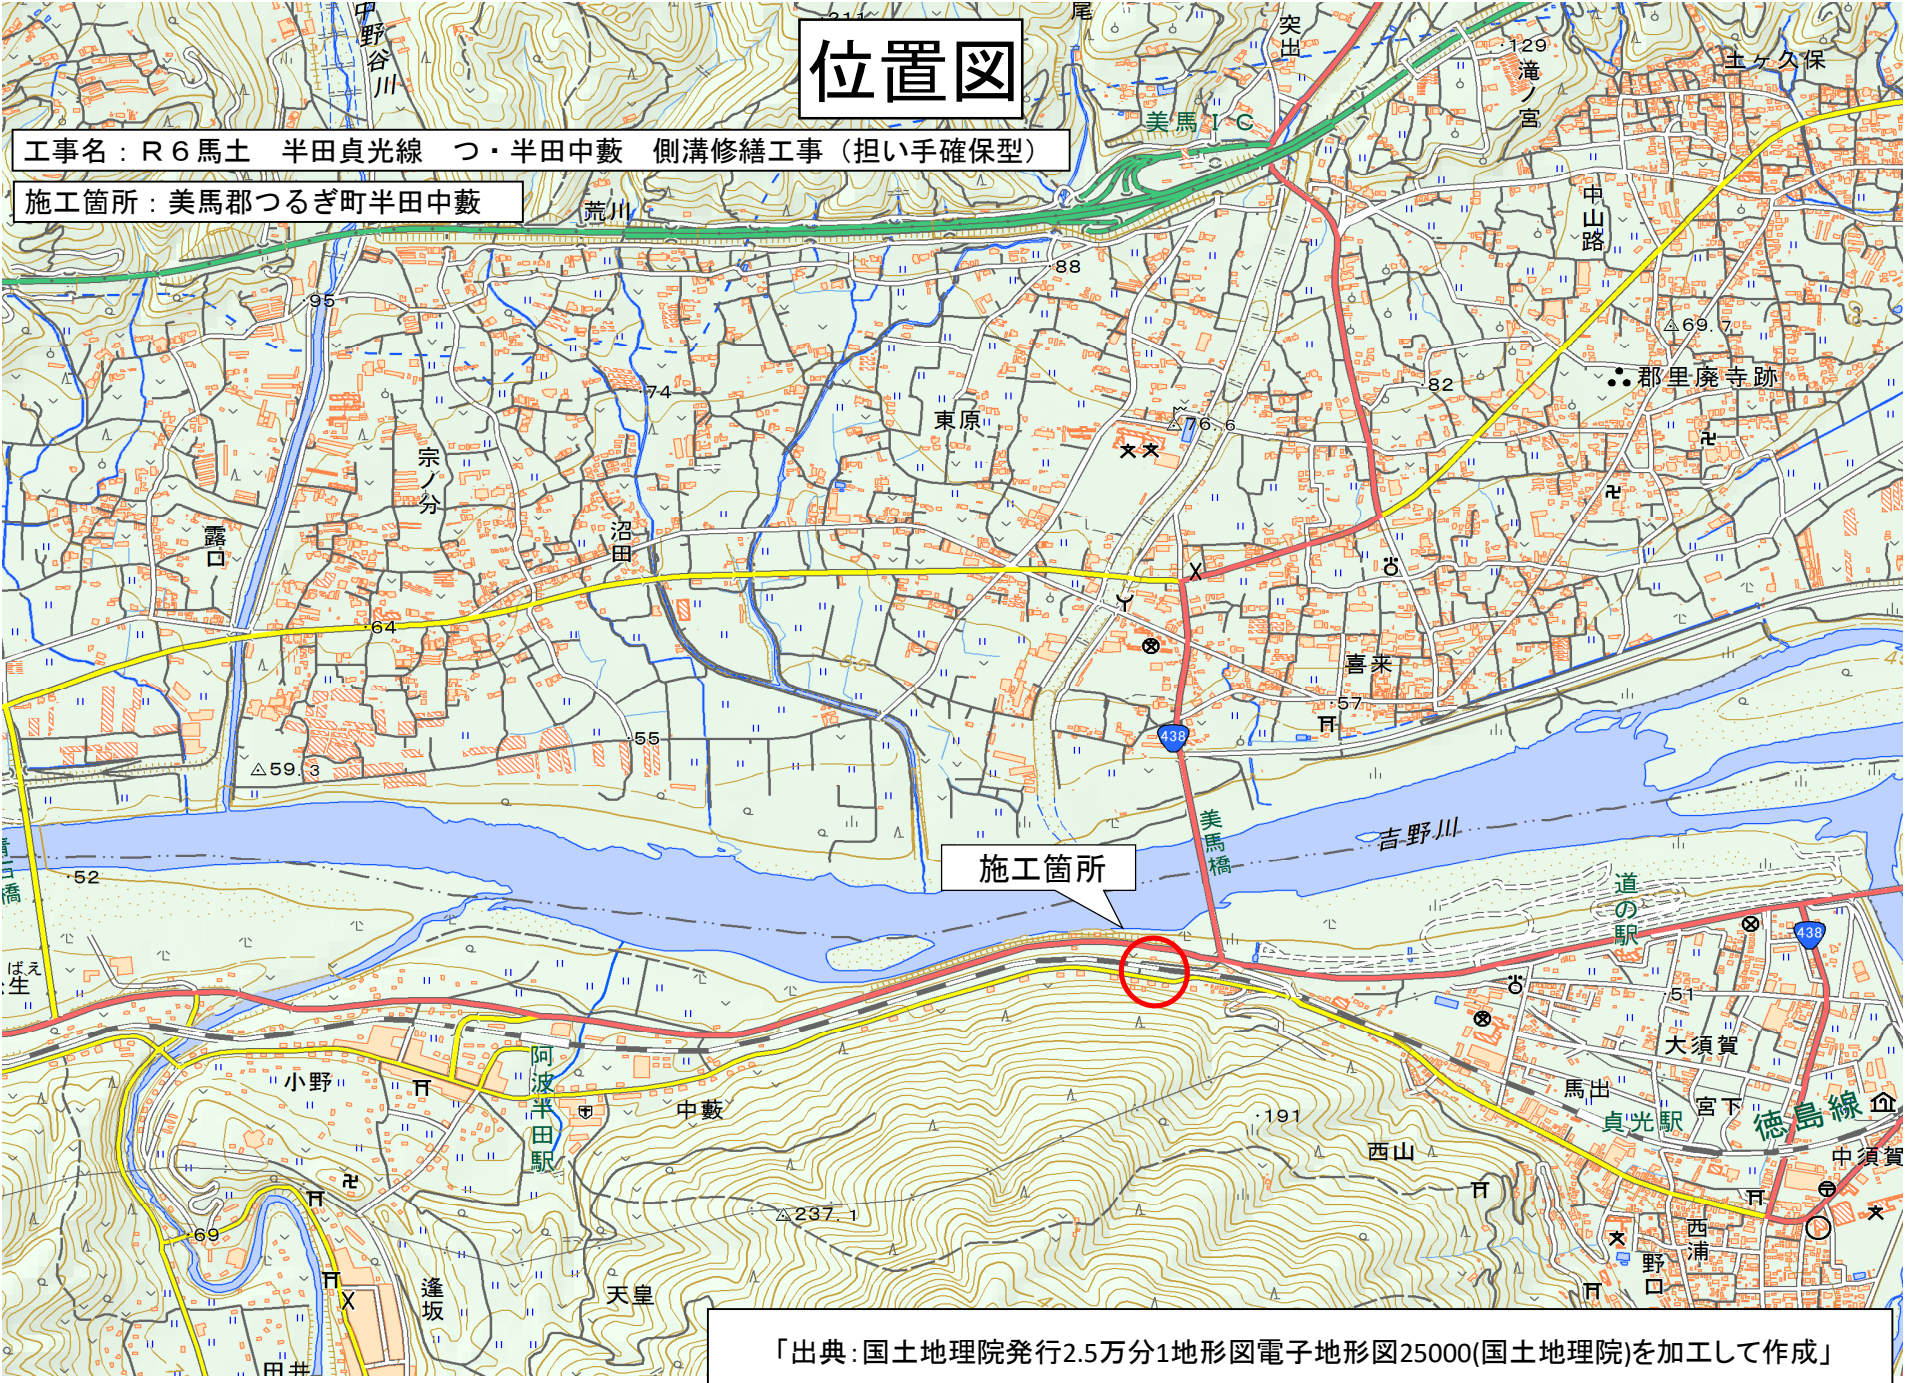 位置図
工事名：Ｒ６馬土　半田貞光線　つ・半田中藪　側溝修繕工事（担い手確保型）
施工箇所：美馬郡つるぎ町半田中藪
中野谷川
211
尾
突出
129
滝ノ宮
土ヶ久保
美馬ＩＣ
荒川
中山路
88
95
69.7
74
82
郡里廃寺跡
東原
76.6
宗ノ分
露口
沼田
64
喜来
57
438
55
59.3
美馬橋
吉野川
施工箇所
52
橋
道の駅
438
ばえ
生
51
大須賀
阿波半田駅
小野
中藪
馬出
宮下
貞光駅
徳島線
191
西山
中須賀
237.1
69
西浦
野口
逢坂
天皇
田井
「出典：国土地理院発行2.5万分1地形図電子地形図25000(国土地理院)を加工して作成」